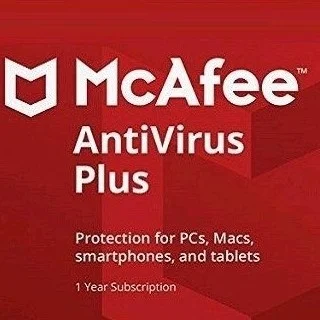 McAfee™
AntiVirus
Plus
Protection for PCs, Macs,
smartphones, and tablets
1 Year Subscription